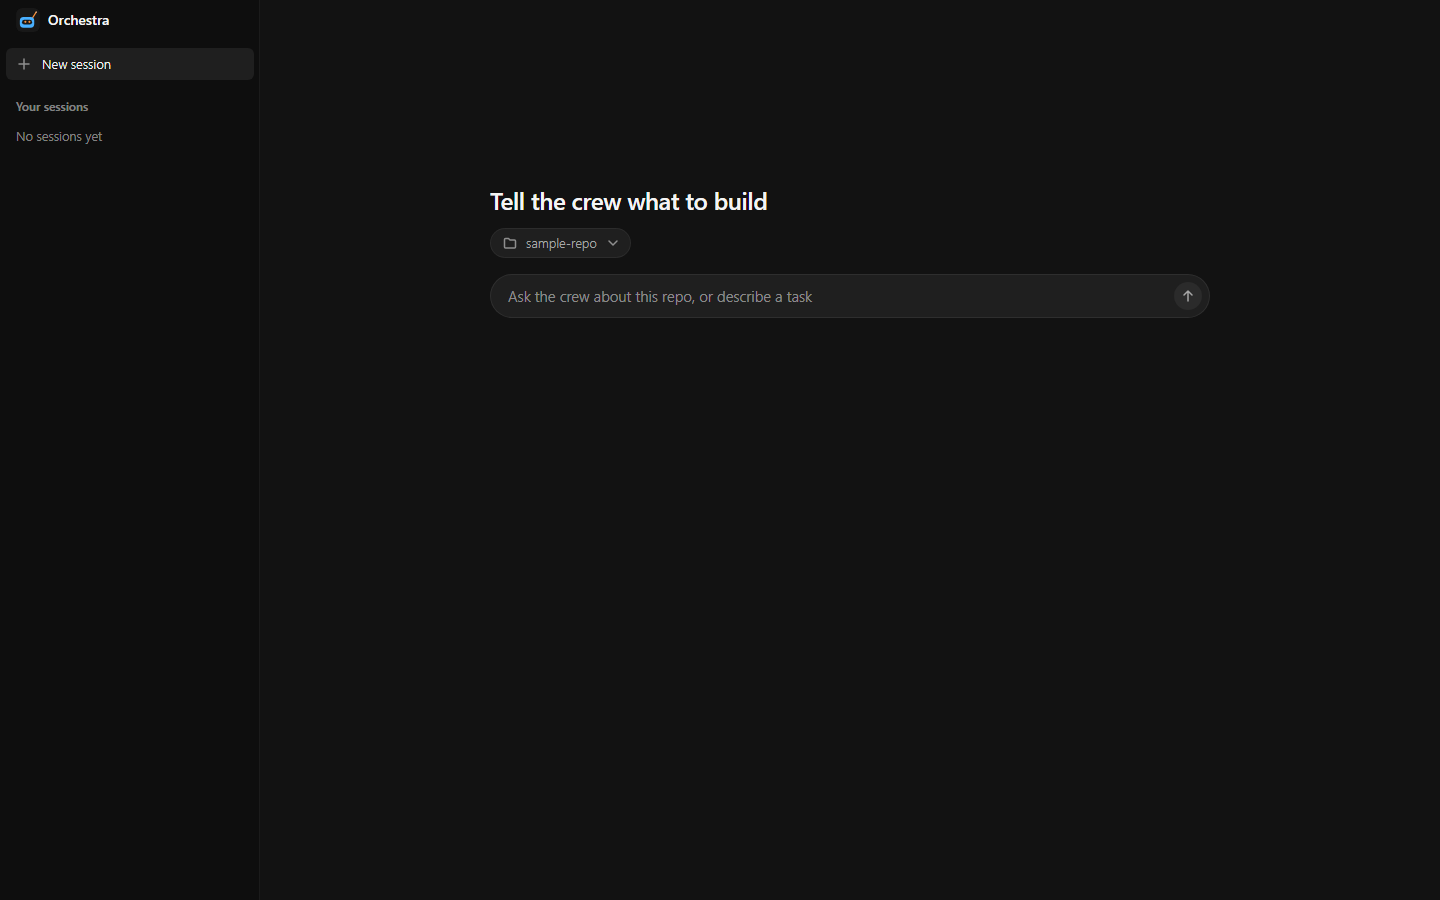 Orchestra
New session
Your sessions
No sessions yet
Tell the crew what to build
sample-repo
Ask the crew about this repo, or describe a task